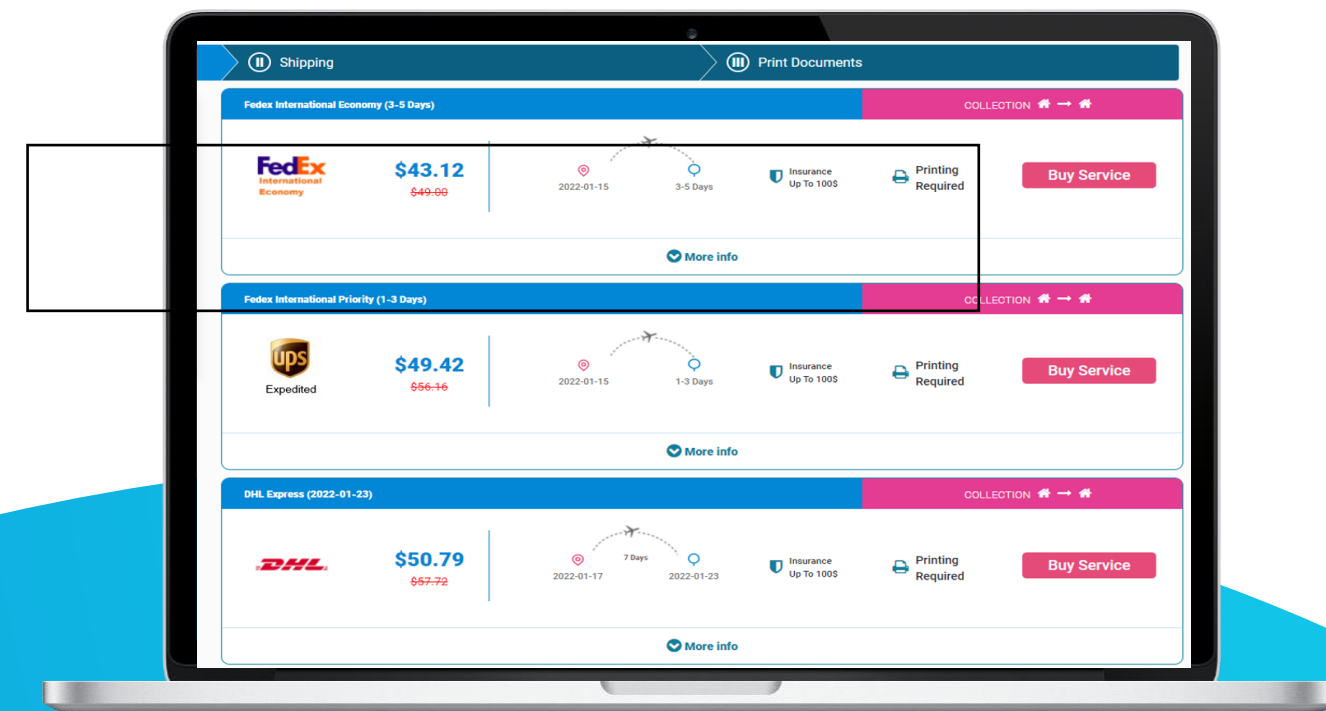 II Shipping
III Print Documents
Fedex International Economy (3-5 Days)
COLLECTION
FedEx
International
Economy
$43.12
$49.00
2022-01-15
3-5 Days
Insurance
Up To 100$
Printing
Required
Buy Service
More info
Fedex International Priority (1-3 Days)
COLLECTION
ups
Expedited
$49.42
$56.16
2022-01-15
1-3 Days
Insurance
Up To 100$
Printing
Required
Buy Service
More info
DHL Express (2022-01-23)
COLLECTION
DHL
$50.79
$57.72
2022-01-17
7 Days
2022-01-23
Insurance
Up To 100$
Printing
Required
Buy Service
More info